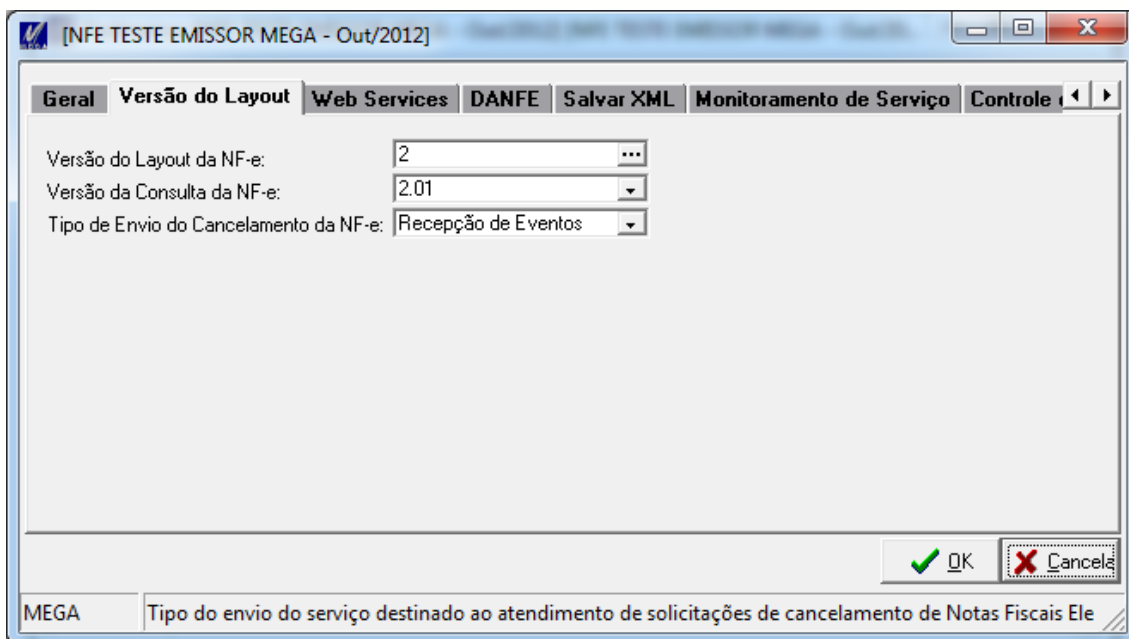 MEGA [NFE TESTE EMISSOR MEGA - Out/2012]
Geral Versão do Layout Web Services DANFE Salvar XML Monitoramento de Serviço Controle
Versão do Layout da NF-e: 2 ...
Versão da Consulta da NF-e: 2.01
Tipo de Envio do Cancelamento da NF-e: Recepção de Eventos
OK Cancela
MEGA Tipo do envio do serviço destinado ao atendimento de solicitações de cancelamento de Notas Fiscais Ele